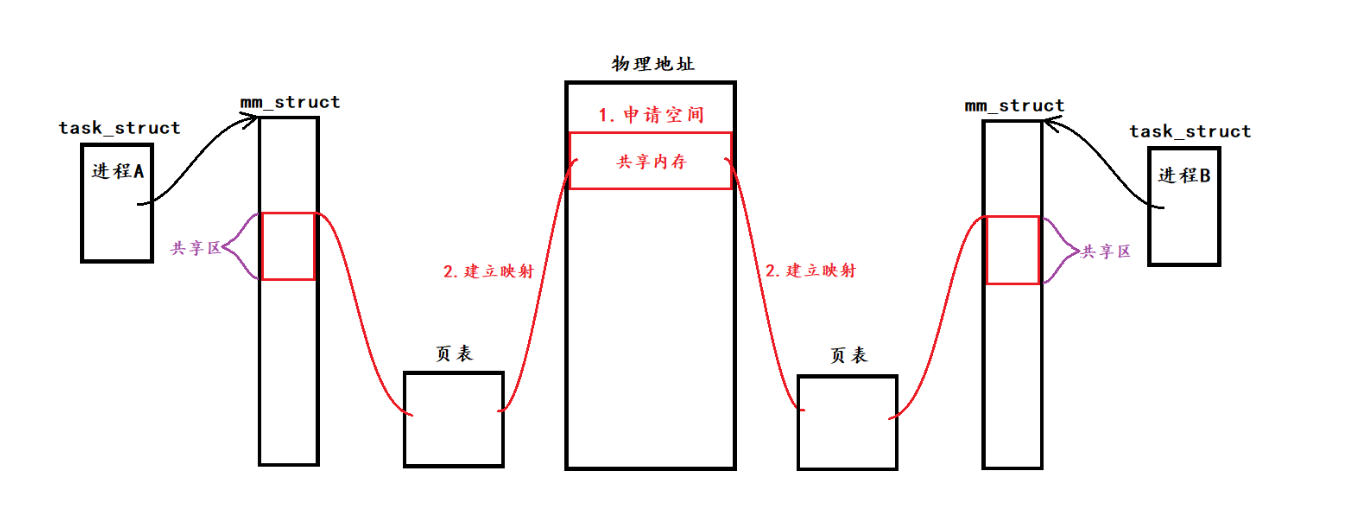 物理地址
mm_struct
mm_struct
task_struct
task_struct
1.申请空间
共享内存
进程A
进程B
共享区
共享区
2.建立映射
2.建立映射
页表
页表